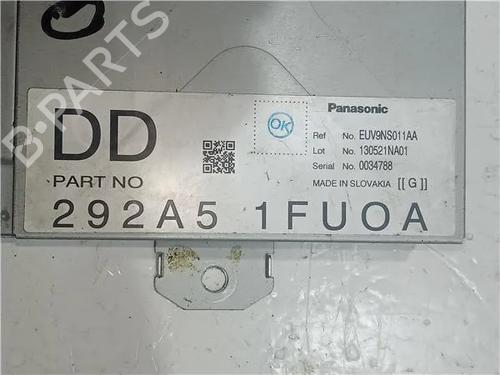 B-PARTS
DD
OK
Panasonic
Ref No. EUV9NS011AA
Lot No. 130521NA01
Serial No. 0034788
PART NO
MADE IN SLOVAKIA [[ G ]]
292A5 1FU0A